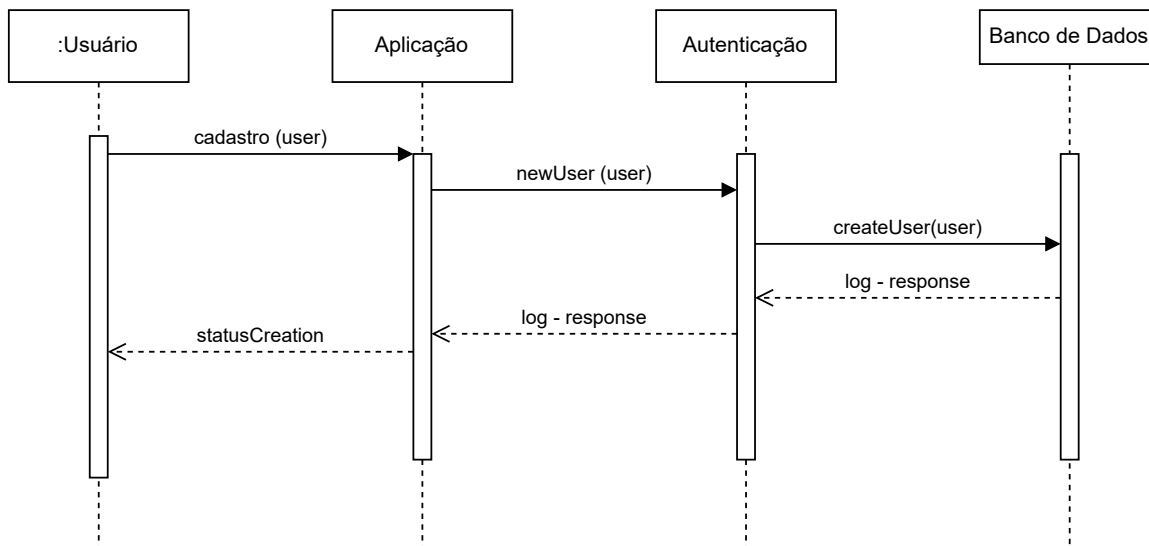 :Usuário
Aplicação
Autenticação
Banco de Dados
cadastro (user)
newUser (user)
createUser(user)
log - response
log - response
statusCreation